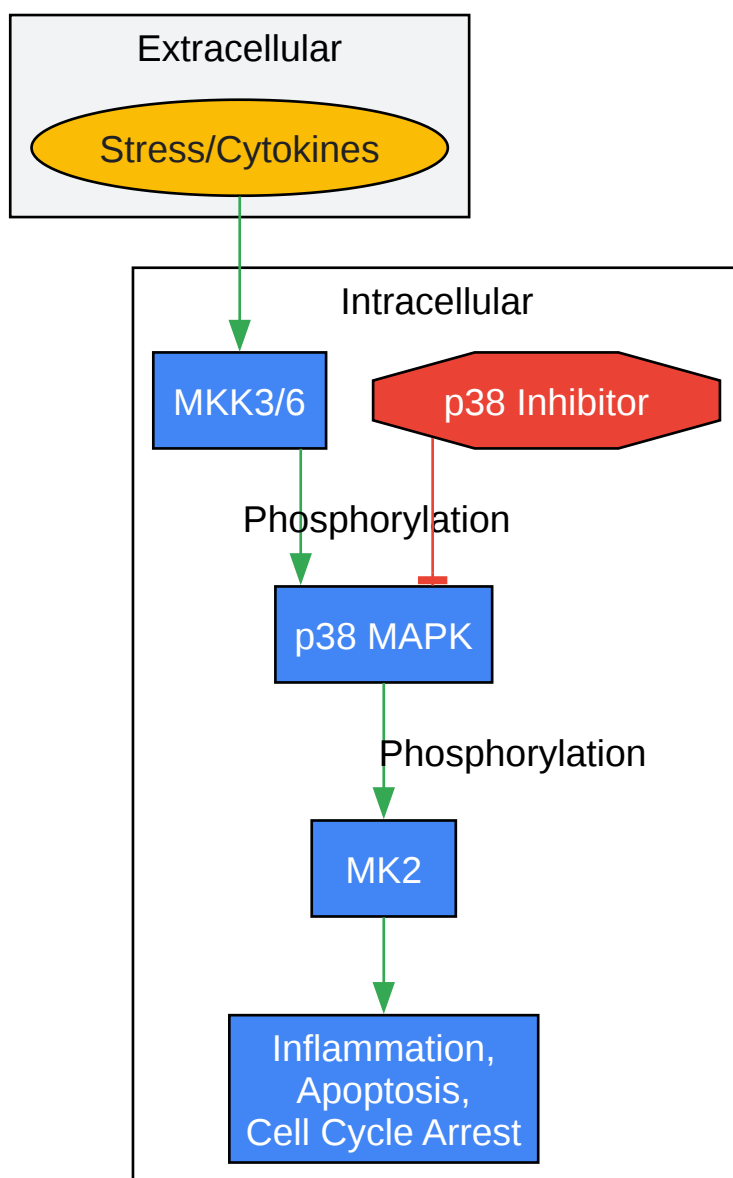 Extracellular
Stress/Cytokines
Intracellular
MKK3/6
p38 Inhibitor
Phosphorylation
p38 MAPK
Phosphorylation
MK2
Inflammation,
Apoptosis,
Cell Cycle Arrest